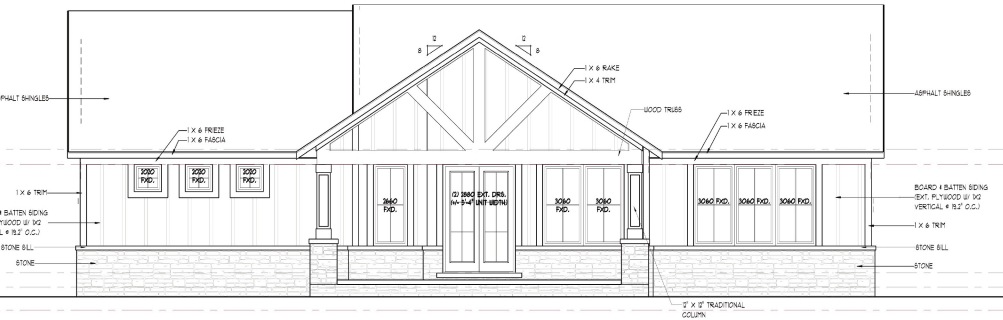 12
12
8
8
1 X 6 RAKE
1 X 4 TRIM
PHALT SHINGLES
ASPHALT SHINGLES
WOOD TRUSS
1 X 6 FRIEZE
1 X 6 FASCIA
1 X 6 FRIEZE
1 X 6 FASCIA
2020
FXD.
2020
FXD.
2020
FXD.
1 X 6 TRIM
2660
FXD.
(2) 2880 EXT. DRS.
(+/- 5'-4" UNIT WIDTH)
3060
FXD.
3060
FXD.
3060 FXD.
3060 FXD.
3060 FXD.
BOARD & BATTEN SIDING
(EXT. PLYWOOD W/ 1X2
VERTICAL @ 19.2" O.C.)
& BATTEN SIDING
YWOOD W/ 1X2
L @ 19.2" O.C.)
1 X 6 TRIM
STONE SILL
STONE
STONE SILL
STONE
12" X 12" TRADITIONAL
COLUMN